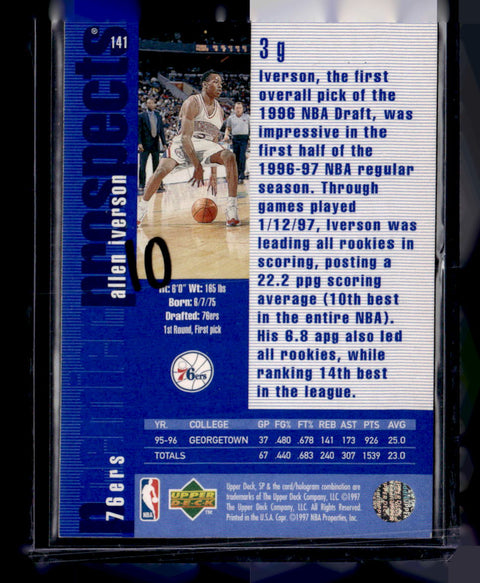 141
prospects
allen iverson
10
76ers
3 g
Iverson, the first
overall pick of the
1996 NBA Draft, was
impressive in the
first half of the
1996-97 NBA regular
season. Through
games played
1/12/97, Iverson was
leading all rookies in
scoring, posting a
22.2 ppg scoring
average (10th best
in the entire NBA).
His 6.8 apg also led
all rookies, while
ranking 14th best
in the league.
Ht: 6'0" Wt: 165 lbs
Born: 6/7/75
Drafted: 76ers
1st Round, First pick
76ers
YR. COLLEGE GP FG% FT% REB AST PTS AVG
95-96 GEORGETOWN 37 .480 .678 141 173 926 25.0
TOTALS 67 .440 .683 240 307 1539 23.0
NBA
UPPER
DECK
Upper Deck, SP & the card/hologram combination are
trademarks of The Upper Deck Company, LLC. ©1997
The Upper Deck Company, LLC. All Rights Reserved.
Printed in the U.S.A. Copr. ©1997 NBA Properties, Inc.